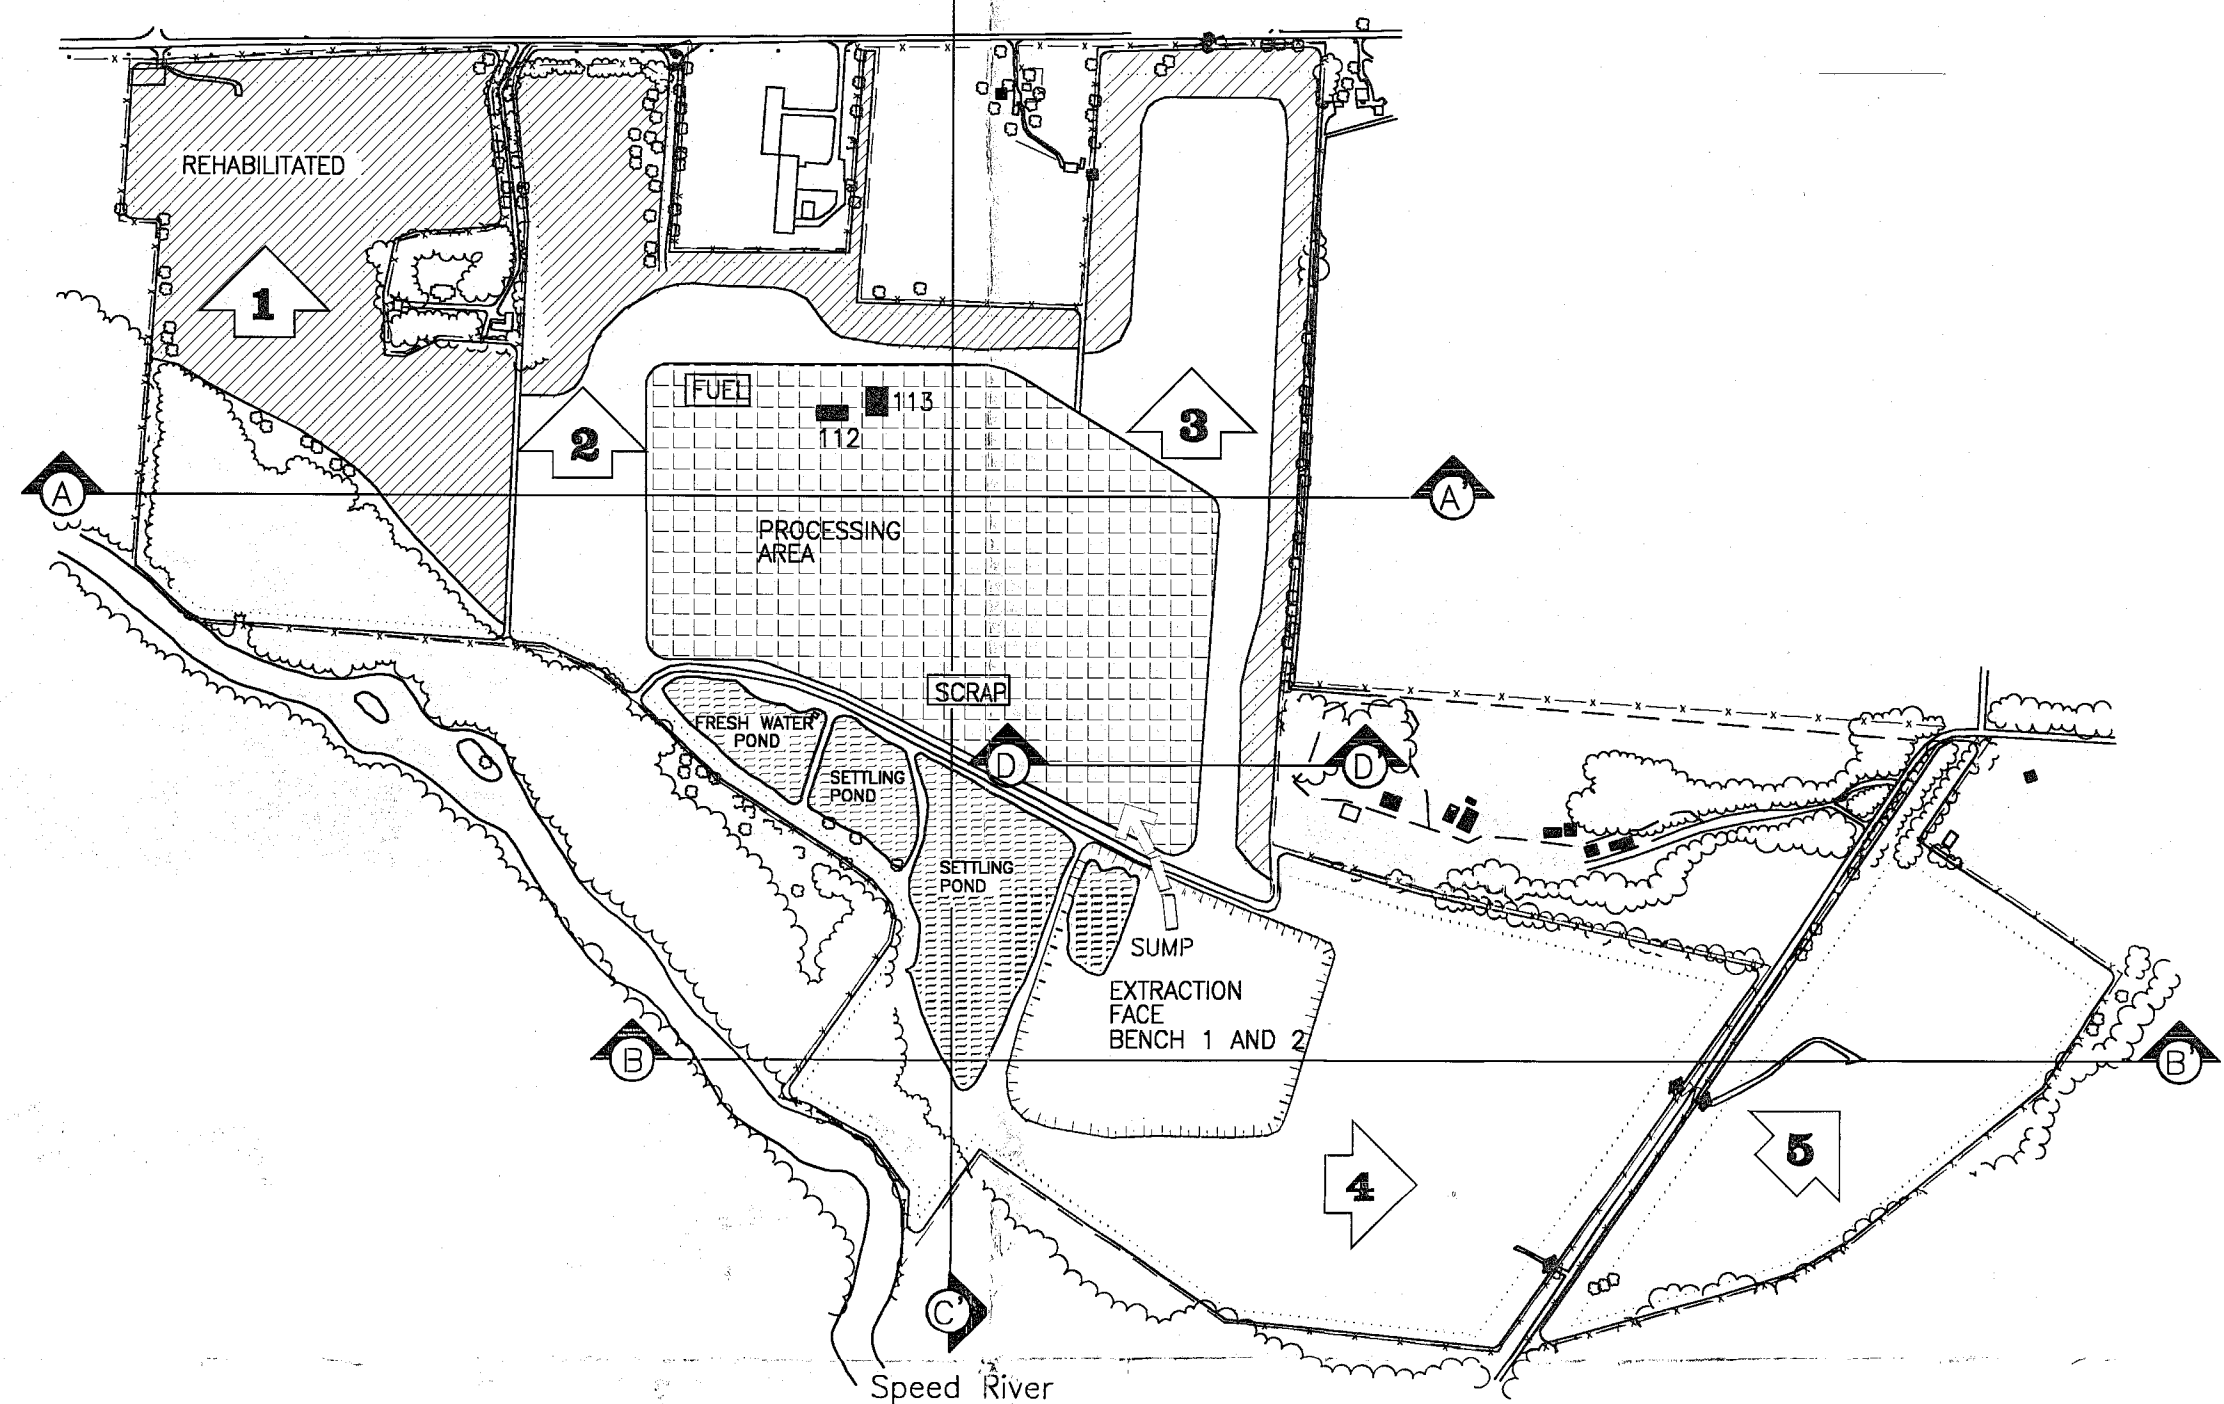 REHABILITATED
1
2
3
FUEL
113
112
A
A'
PROCESSING
AREA
SCRAP
FRESH WATER
POND
SETTLING
POND
D
D'
SETTLING
POND
SUMP
EXTRACTION
FACE
BENCH 1 AND 2
B
B'
4
5
C'
Speed River